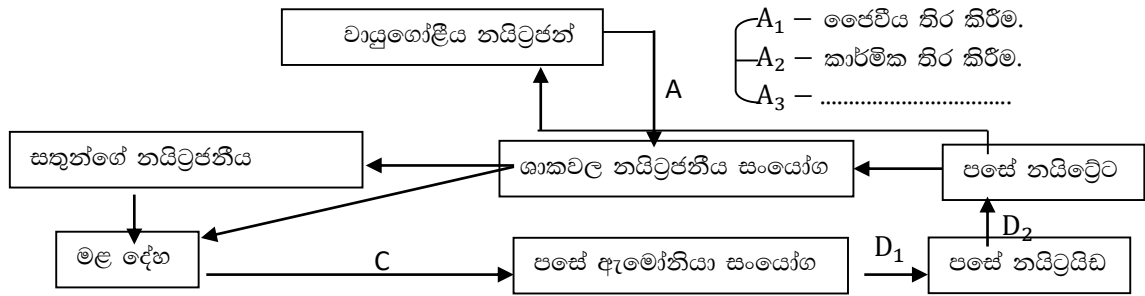 වායුගෝළීය නයිට්‍රජන්
A
A₁ – ජෛවීය තිර කිරීම.
A₂ – කාර්මික තිර කිරීම.
A₃ – ................................
සතුන්ගේ නයිට්‍රජනීය
ශාකවල නයිට්‍රජනීය සංයෝග
පසේ නයිට්‍රේට
මළ දේහ
C
පසේ ඇමෝනියා සංයෝග
D₁
D₂
පසේ නයිට්‍රයිඩ